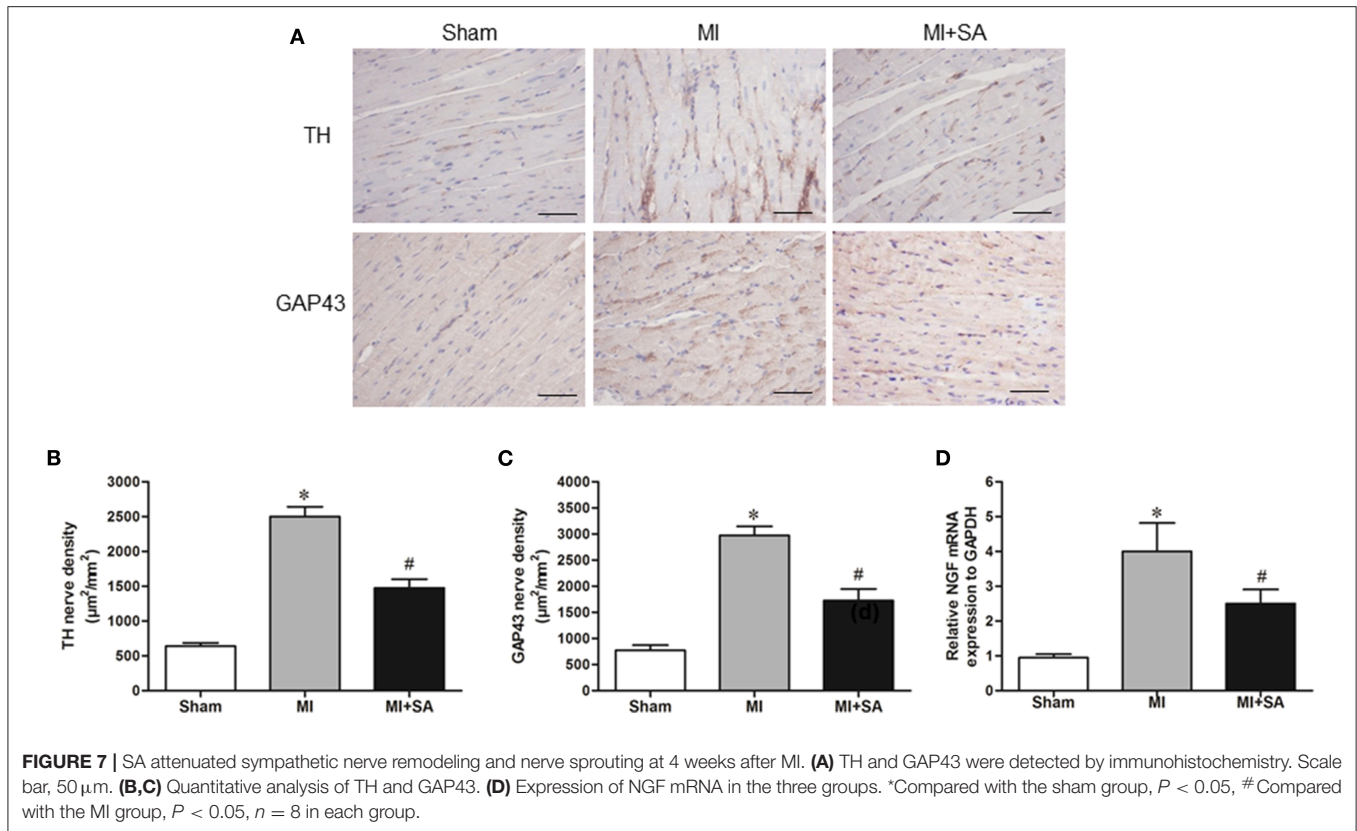 A
Sham
MI
MI+SA
TH
GAP43
B
TH nerve density
(µm²/mm²)
3000
2500
2000
1500
1000
500
0
*
#
Sham
MI
MI+SA
C
GAP43 nerve density
(µm²/mm²)
4000
3500
3000
2500
2000
1500
1000
500
0
*
#
(d)
Sham
MI
MI+SA
D
Relative NGF mRNA
expression to GAPDH
6
5
4
3
2
1
0
*
#
Sham
MI
MI+SA
FIGURE 7 | SA attenuated sympathetic nerve remodeling and nerve sprouting at 4 weeks after MI. (A) TH and GAP43 were detected by immunohistochemistry. Scale
bar, 50 µm. (B,C) Quantitative analysis of TH and GAP43. (D) Expression of NGF mRNA in the three groups. *Compared with the sham group, P < 0.05, #Compared
with the MI group, P < 0.05, n = 8 in each group.